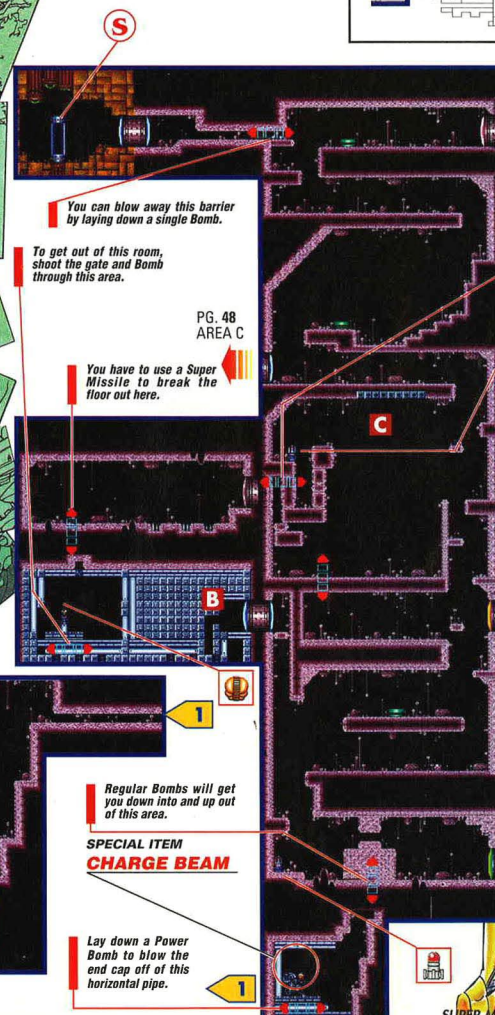 S
You can blow away this barrier
by laying down a single Bomb.
To get out of this room,
shoot the gate and Bomb
through this area.
PG. 48
AREA C
You have to use a Super
Missile to break the
floor out here.
C
B
1
Regular Bombs will get
you down into and up out
of this area.
SPECIAL ITEM
CHARGE BEAM
Lay down a Power
Bomb to blow the
end cap off of this
horizontal pipe.
1